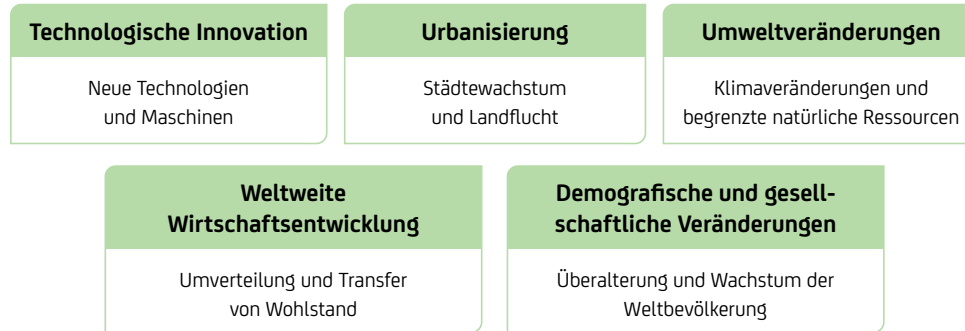 Technologische Innovation
Neue Technologien
und Maschinen
Urbanisierung
Städtewachstum
und Landflucht
Umweltveränderungen
Klimaveränderungen und
begrenzte natürliche Ressourcen
Weltweite
Wirtschaftsentwicklung
Umverteilung und Transfer
von Wohlstand
Demografische und gesell-
schaftliche Veränderungen
Überalterung und Wachstum der
Weltbevölkerung